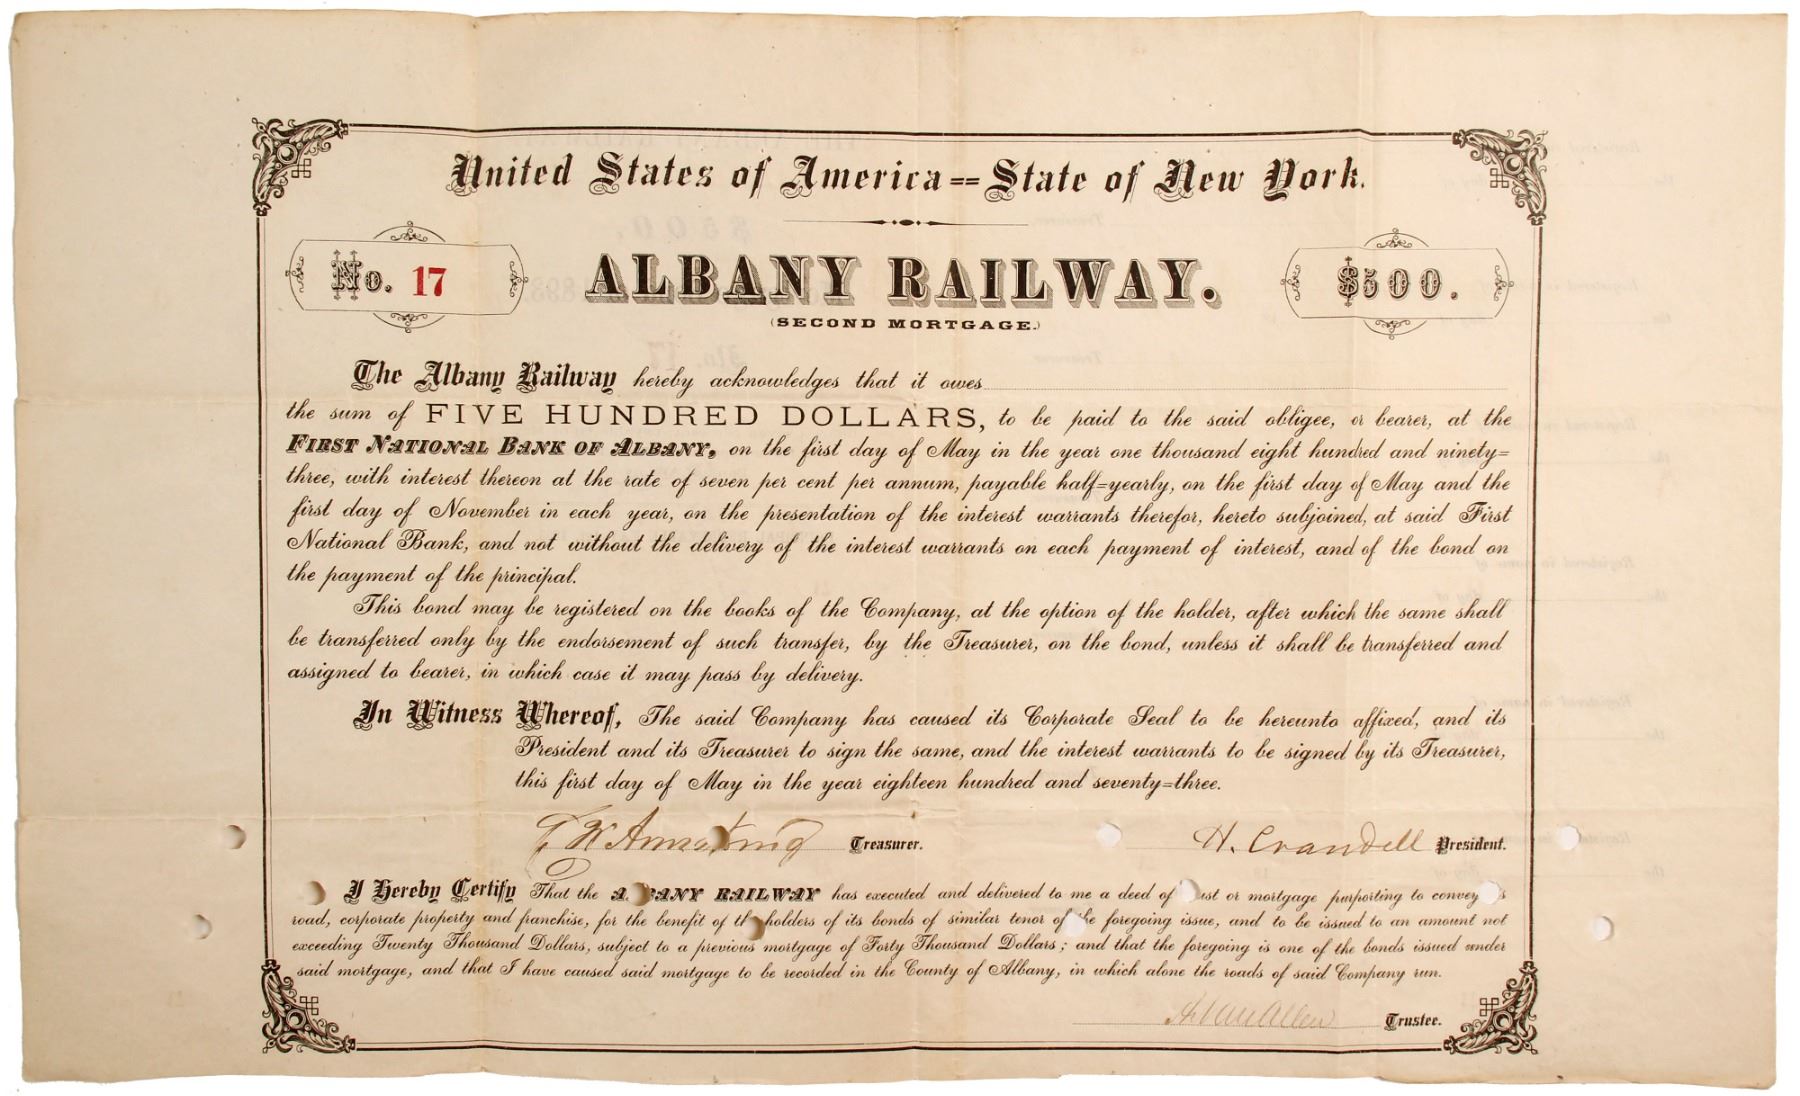 United States of America == State of New York.
No. 17
ALBANY RAILWAY.
$500.
(SECOND MORTGAGE.)
The Albany Railway hereby acknowledges that it owes
the sum of FIVE HUNDRED DOLLARS, to be paid to the said obligee, or bearer, at the
FIRST NATIONAL BANK OF ALBANY, on the first day of May in the year one thousand eight hundred and ninety=
three, with interest thereon at the rate of seven per cent per annum, payable half=yearly, on the first day of May and the
first day of November in each year, on the presentation of the interest warrants therefor, hereto subjoined, at said First
National Bank, and not without the delivery of the interest warrants on each payment of interest, and of the bond on
the payment of the principal.
This bond may be registered on the books of the Company, at the option of the holder, after which the same shall
be transferred only by the endorsement of such transfer, by the Treasurer, on the bond, unless it shall be transferred and
assigned to bearer, in which case it may pass by delivery.
In Witness Whereof, The said Company has caused its Corporate Seal to be hereunto affixed, and its
President and its Treasurer to sign the same, and the interest warrants to be signed by its Treasurer,
this first day of May in the year eighteen hundred and seventy=three.
Armstrong Treasurer.
H. Crandell President.
I Hereby Certify That the ALBANY RAILWAY has executed and delivered to me a deed of trust or mortgage purporting to convey its
road, corporate property and franchise, for the benefit of the holders of its bonds of similar tenor of the foregoing issue, and to be issued to an amount not
exceeding Twenty Thousand Dollars, subject to a previous mortgage of Forty Thousand Dollars; and that the foregoing is one of the bonds issued under
said mortgage, and that I have caused said mortgage to be recorded in the County of Albany, in which alone the roads of said Company run.
Van Allen Trustee.